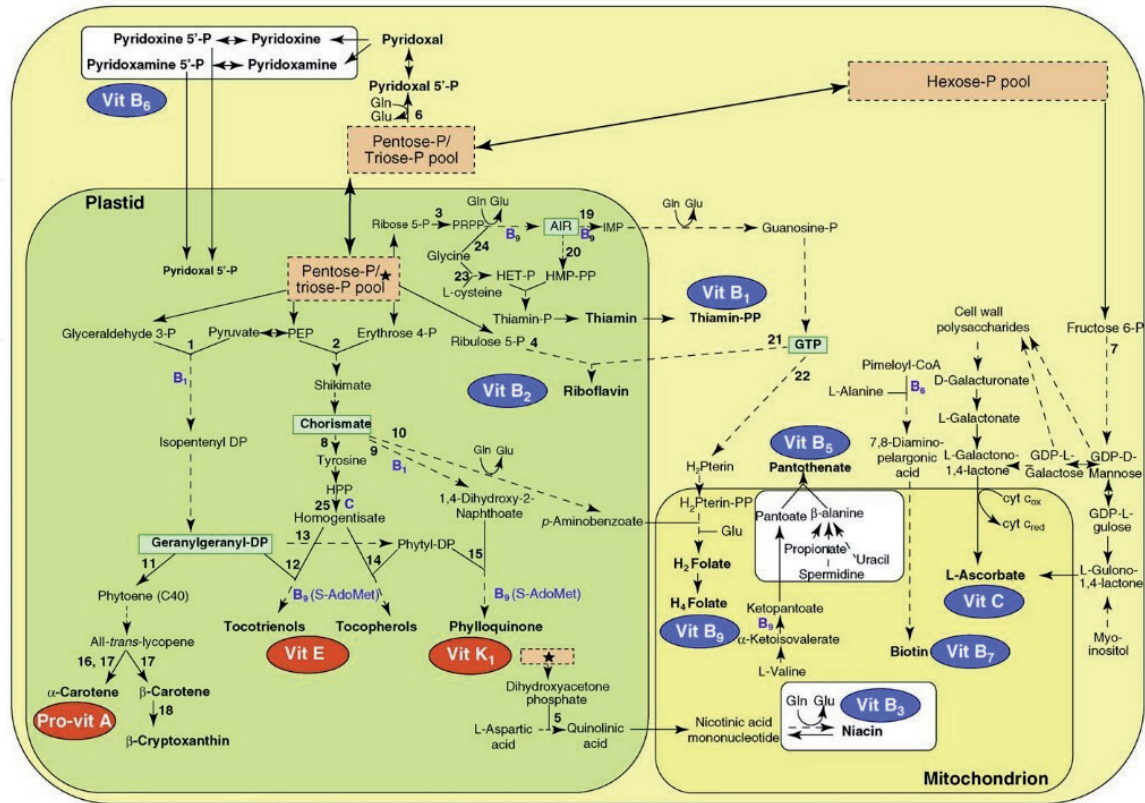 Pyridoxine 5'-P
Pyridoxine
Pyridoxal
Pyridoxamine 5'-P
Pyridoxamine
Vit B6
Pyridoxal 5'-P
Gln
Glu
6
Hexose-P pool
Pentose-P/
Triose-P pool
Plastid
Ribose 5-P
3
PRPP
Gln Glu
B9
AIR
19
B9
IMP
Gln Glu
Guanosine-P
24
Glycine
20
23
HET-P
HMP-PP
L-cysteine
Pyridoxal 5'-P
Pentose-P/★
triose-P pool
Thiamin-P
Thiamin
Thiamin-PP
Vit B1
Glyceraldehyde 3-P
Pyruvate
PEP
Erythrose 4-P
Ribulose 5-P
4
21
GTP
22
1
B1
2
Shikimate
Vit B2
Riboflavin
Cell wall
polysaccharides
Fructose 6-P
7
Pimeloyl-CoA
L-Alanine
B6
D-Galacturonate
L-Galactonate
Chorismate
8
9
10
B1
Gln Glu
Isopentenyl DP
Tyrosine
HPP
25
C
Homogentisate
1,4-Dihydroxy-2-
Naphthoate
p-Aminobenzoate
H2Pterin
H2Pterin-PP
Glu
H2Folate
H4 Folate
Vit B9
Vit B5
Pantothenate
Pantoate
β-alanine
Propionate
Uracil
Spermidine
Ketopantoate
B9
α-Ketoisovalerate
L-Valine
7,8-Diamino-
pelargonic
acid
L-Galactono-
1,4-lactone
GDP-L-
Galactose
GDP-D-
Mannose
cyt cox
cyt cred
GDP-L-
gulose
L-Gulono-
1,4-lactone
L-Ascorbate
Vit C
Biotin
Vit B7
Myo-
inositol
Geranylgeranyl-DP
13
Phytyl-DP
11
12
14
15
Phytoene (C40)
B9 (S-AdoMet)
B9 (S-AdoMet)
All-trans-lycopene
Tocotrienols
Tocopherols
Phylloquinone
Vit E
Vit K1
16, 17
17
α-Carotene
β-Carotene
Pro-vit A
18
β-Cryptoxanthin
★
Dihydroxyacetone
phosphate
5
L-Aspartic
acid
Quinolinic
acid
Nicotinic acid
mononucleotide
Gln Glu
Vit B3
Niacin
Mitochondrion